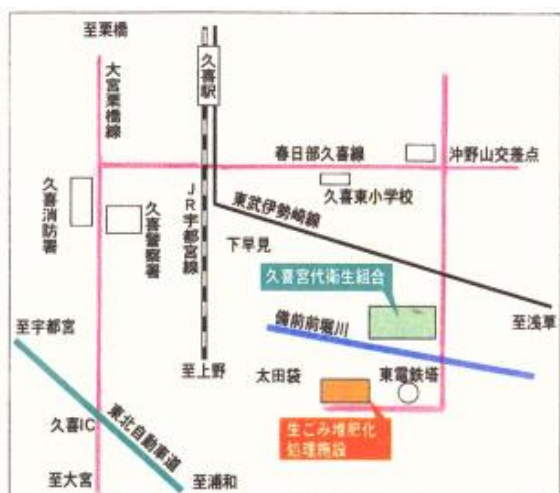 至栗橋
大宮栗橋線
久喜駅
春日部久喜線
沖野山交差点
久喜東小学校
久喜消防署
久喜警察署
JR宇都宮線
東武伊勢崎線
下早見
久喜宮代衛生組合
至宇都宮
備前前堀川
至浅草
至上野
太田袋
東電鉄塔
久喜IC
東北自動車道
生ごみ堆肥化
処理施設
至大宮
至浦和